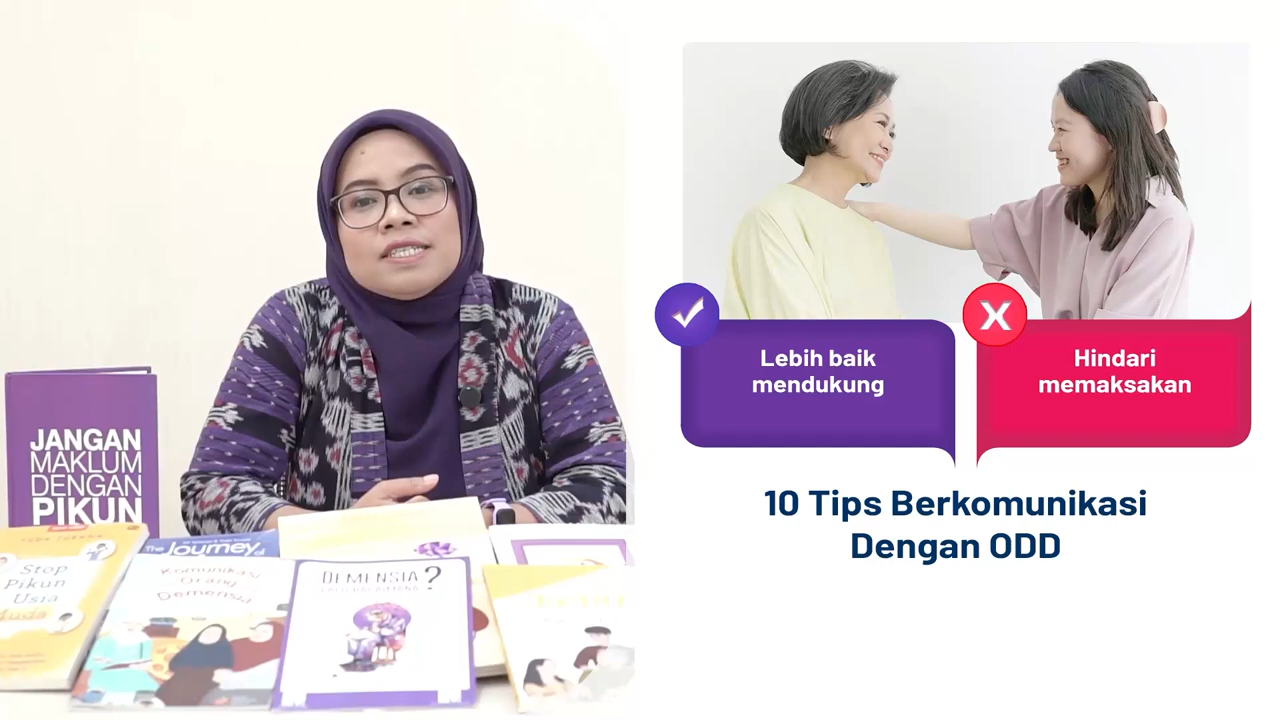 Lebih baik
mendukung
Hindari
memaksakan
10 Tips Berkomunikasi
Dengan ODD
JANGAN
MAKLUM
DENGAN
PIKUN
Stop
Pikun
Usia
Muda
The Journey of
Komunikasi
Orang
Demensia
DEMENSIA?